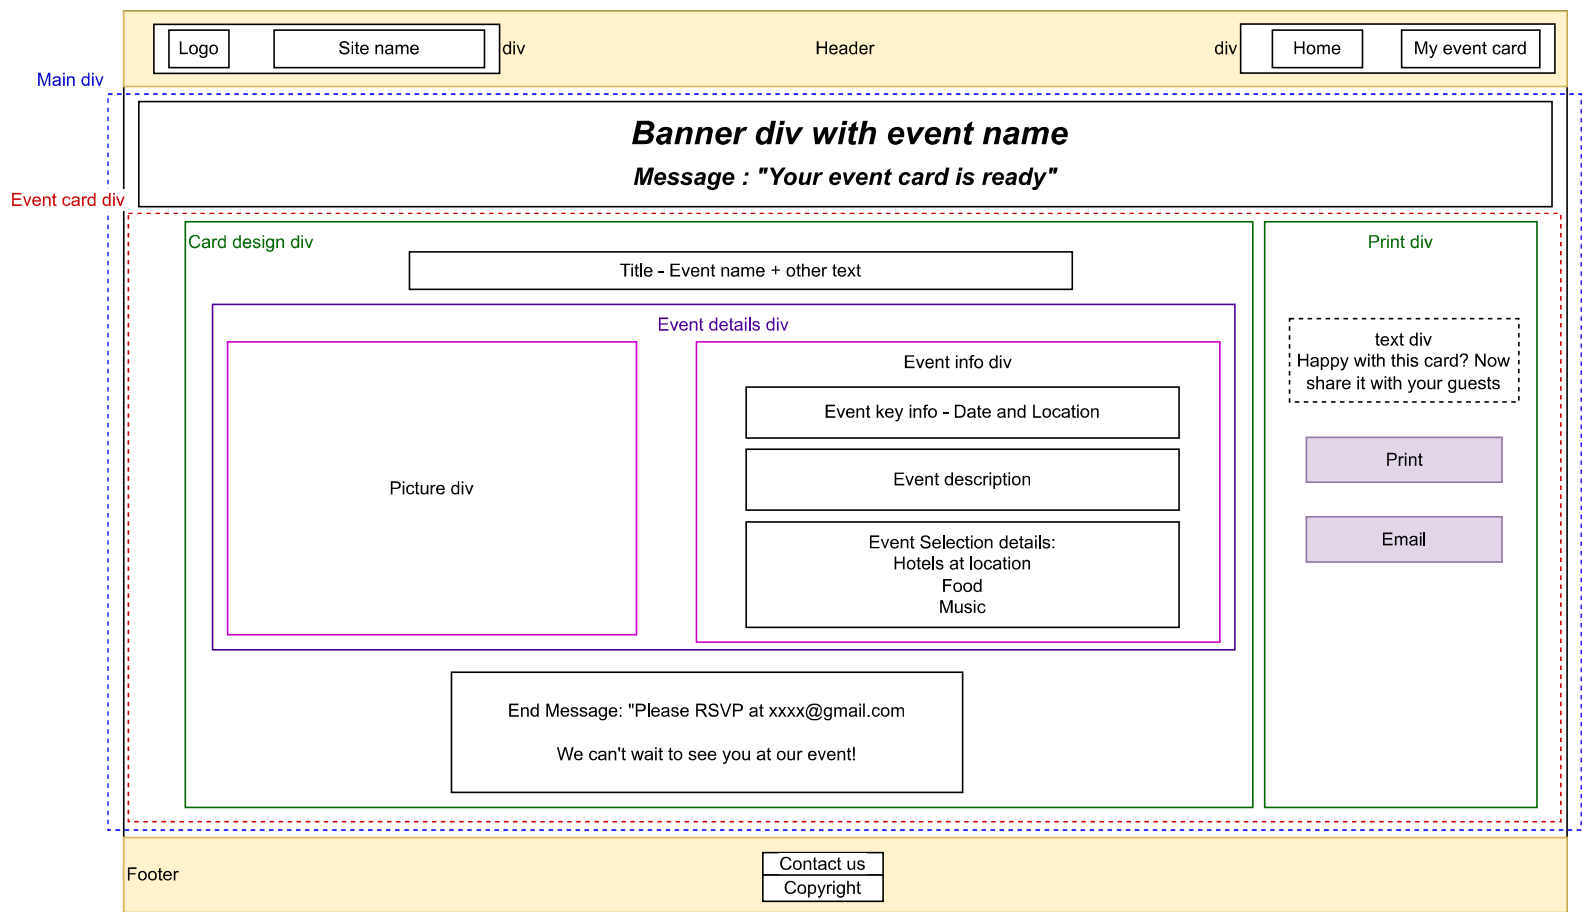 Logo
Site name
div
Header
div
Home
My event card
Main div
Banner div with event name
Message : "Your event card is ready"
Event card div
Card design div
Print div
Title - Event name + other text
Event details div
Event info div
Event key info - Date and Location
Event description
Picture div
Event Selection details:
Hotels at location
Food
Music
text div
Happy with this card? Now
share it with your guests
Print
Email
End Message: "Please RSVP at xxxx@gmail.com
We can't wait to see you at our event!
Footer
Contact us
Copyright